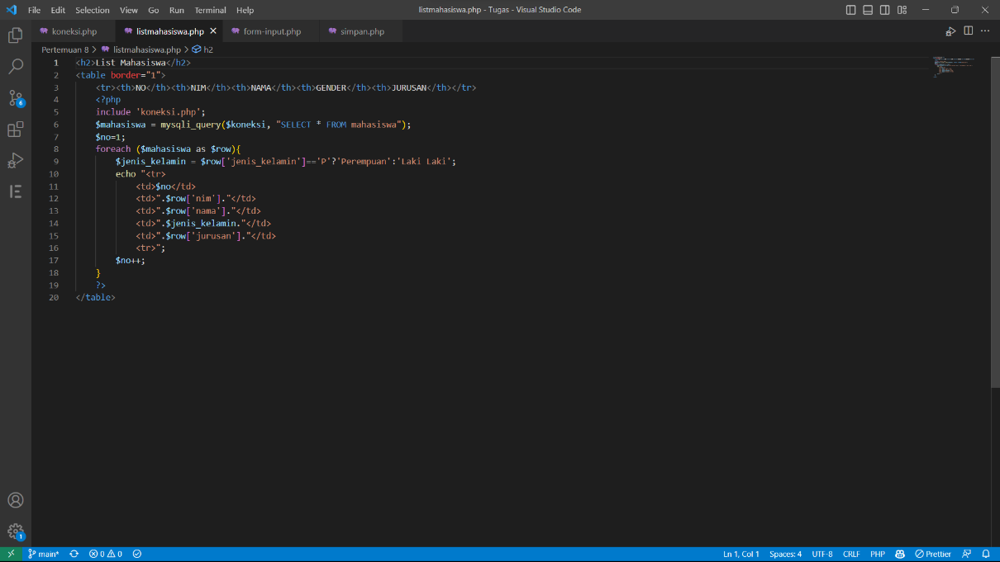 File Edit Selection View Go Run Terminal Help listmahasiswa.php - Tugas - Visual Studio Code
koneksi.php listmahasiswa.php form-input.php simpan.php
Pertemuan 8 > listmahasiswa.php > h2
1 <h2>List Mahasiswa</h2>
2 <table border="1">
3 <tr><th>NO</th><th>NIM</th><th>NAMA</th><th>GENDER</th><th>JURUSAN</th></tr>
4 <?php
5 include 'koneksi.php';
6 $mahasiswa = mysqli_query($koneksi, "SELECT * FROM mahasiswa");
7 $no=1;
8 foreach ($mahasiswa as $row){
9 $jenis_kelamin = $row['jenis_kelamin']=='P'?'Perempuan':'Laki Laki';
10 echo "<tr>
11 <td>$no</td>
12 <td>".$row['nim']."</td>
13 <td>".$row['nama']."</td>
14 <td>".$jenis_kelamin."</td>
15 <td>".$row['jurusan']."</td>
16 <tr>";
17 $no++;
18 }
19 ?>
20 </table>
6
1
main* 0 0 Ln 1, Col 1 Spaces: 4 UTF-8 CRLF PHP Prettier